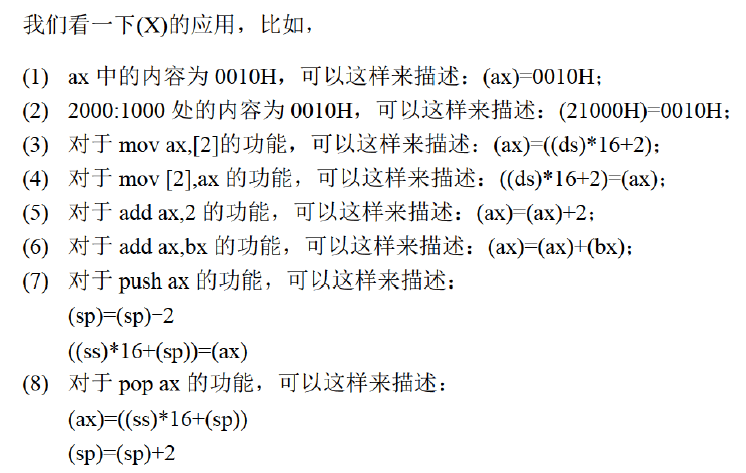 我们看一下(X)的应用，比如，
(1) ax 中的内容为 0010H，可以这样来描述：(ax)=0010H；
(2) 2000:1000 处的内容为 0010H，可以这样来描述：(21000H)=0010H；
(3) 对于 mov ax,[2]的功能，可以这样来描述：(ax)=((ds)*16+2)；
(4) 对于 mov [2],ax 的功能，可以这样来描述：((ds)*16+2)=(ax)；
(5) 对于 add ax,2 的功能，可以这样来描述：(ax)=(ax)+2；
(6) 对于 add ax,bx 的功能，可以这样来描述：(ax)=(ax)+(bx)；
(7) 对于 push ax 的功能，可以这样来描述：
(sp)=(sp)−2
((ss)*16+(sp))=(ax)
(8) 对于 pop ax 的功能，可以这样来描述：
(ax)=((ss)*16+(sp))
(sp)=(sp)+2